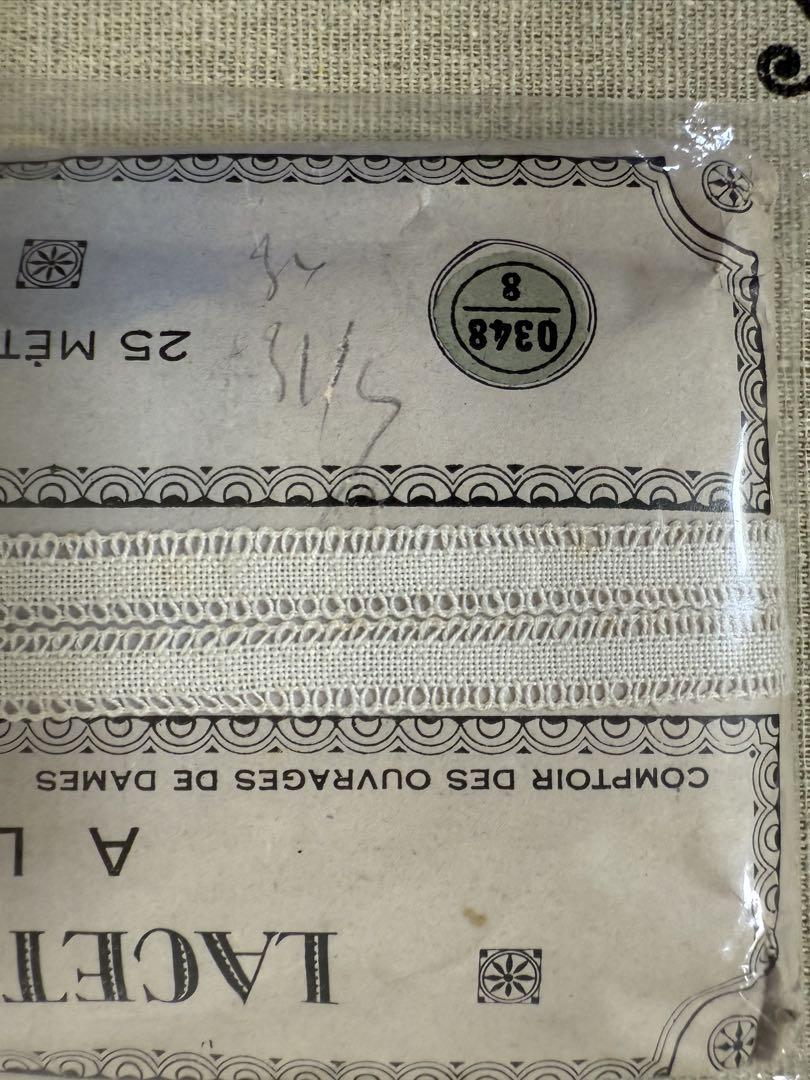 LACET
A L
COMPTOIR DES OUVRAGES DE DAMES
0348
8
25 MÈT